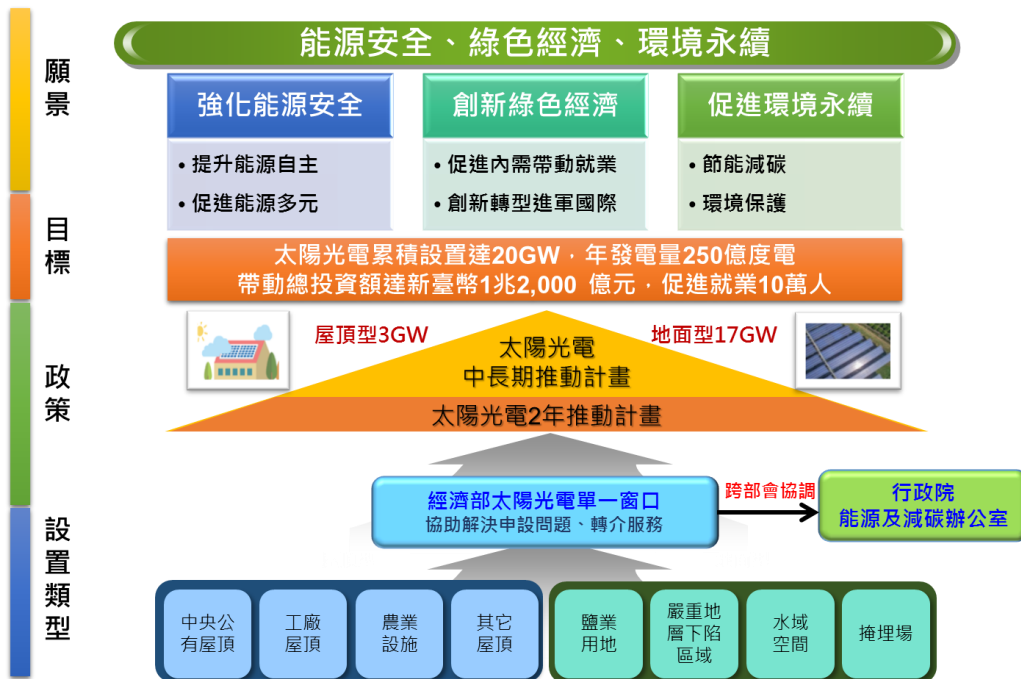 願景
能源安全、綠色經濟、環境永續
強化能源安全
• 提升能源自主
• 促進能源多元
創新綠色經濟
• 促進內需帶動就業
• 創新轉型進軍國際
促進環境永續
• 節能減碳
• 環境保護
目標
太陽光電累積設置達20GW，年發電量250億度電
帶動總投資額達新臺幣1兆2,000 億元，促進就業10萬人
政策
屋頂型3GW
地面型17GW
太陽光電
中長期推動計畫
太陽光電2年推動計畫
經濟部太陽光電單一窗口
協助解決申設問題、轉介服務
跨部會協調
行政院
能源及減碳辦公室
設置類型
中央公
有屋頂
工廠
屋頂
農業
設施
其它
屋頂
鹽業
用地
嚴重地
層下陷
區域
水域
空間
掩埋場